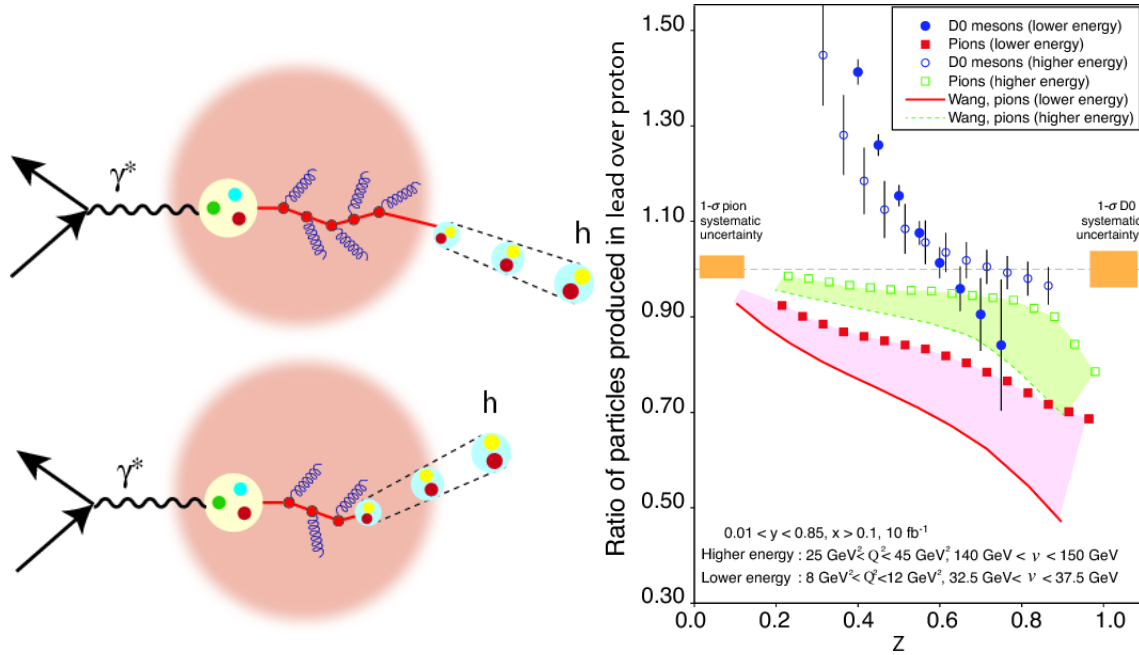 γ*
h
γ*
h
Ratio of particles produced in lead over proton
1.50
1.30
1.10
0.90
0.70
0.50
0.30
D0 mesons (lower energy)
Pions (lower energy)
D0 mesons (higher energy)
Pions (higher energy)
Wang, pions (lower energy)
Wang, pions (higher energy)
1-σ pion
systematic
uncertainty
1-σ D0
systematic
uncertainty
0.01 < y < 0.85, x > 0.1, 10 fb⁻¹
Higher energy : 25 GeV²< Q²< 45 GeV², 140 GeV < ν < 150 GeV
Lower energy : 8 GeV²< Q²<12 GeV², 32.5 GeV< ν < 37.5 GeV
0.0 0.2 0.4 0.6 0.8 1.0
Z